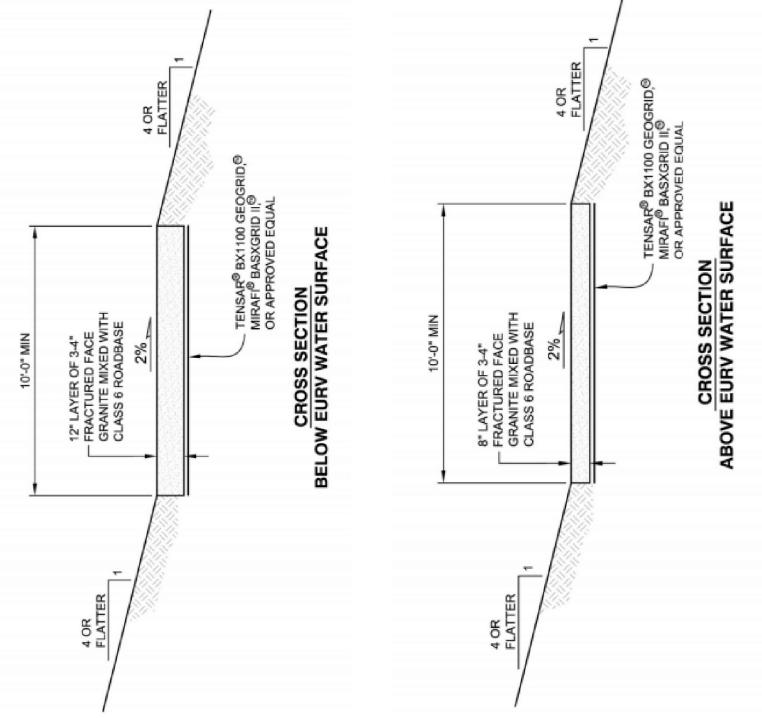 4 OR
FLATTER
1
10'-0" MIN
12" LAYER OF 3-4"
FRACTURED FACE
GRANITE MIXED WITH
CLASS 6 ROADBASE
2%
4 OR
FLATTER
1
TENSAR® BX1100 GEOGRID,®
MIRAFI® BASXGRID II,®
OR APPROVED EQUAL
CROSS SECTION
BELOW EURV WATER SURFACE
4 OR
FLATTER
1
10'-0" MIN
8" LAYER OF 3-4"
FRACTURED FACE
GRANITE MIXED WITH
CLASS 6 ROADBASE
2%
4 OR
FLATTER
1
TENSAR® BX1100 GEOGRID,®
MIRAFI® BASXGRID II,®
OR APPROVED EQUAL
CROSS SECTION
ABOVE EURV WATER SURFACE